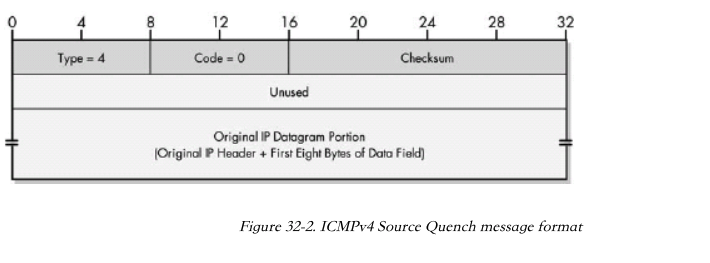 0 4 8 12 16 20 24 28 32
Type = 4 Code = 0 Checksum
Unused
Original IP Datagram Portion
(Original IP Header + First Eight Bytes of Data Field)
Figure 32-2. ICMPv4 Source Quench message format